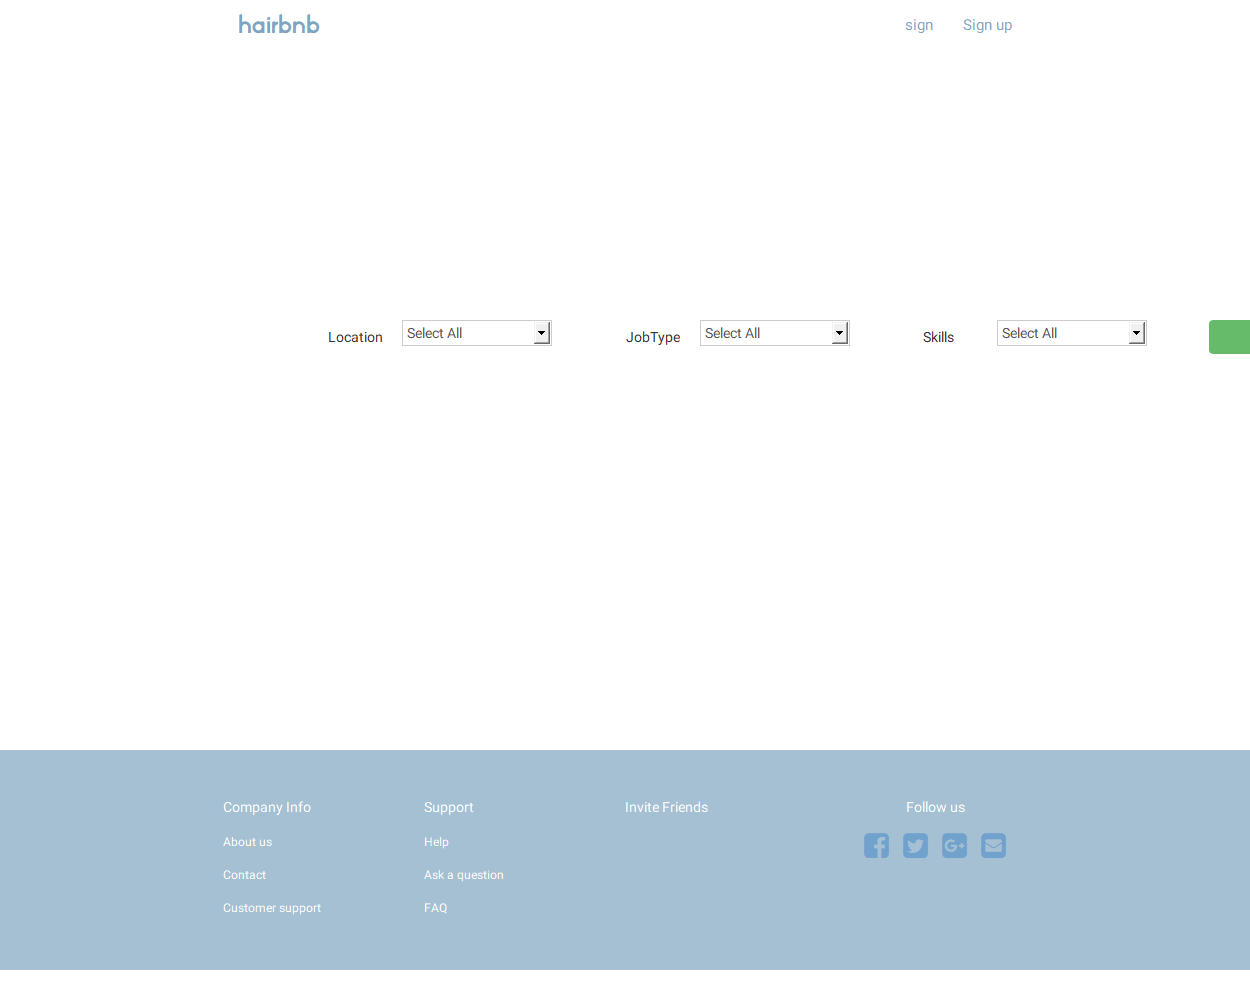 hairbnb
sign Sign up
Location Select All JobType Select All Skills Select All
Company Info Support Invite Friends Follow us
About us Help
Contact Ask a question
Customer support FAQ